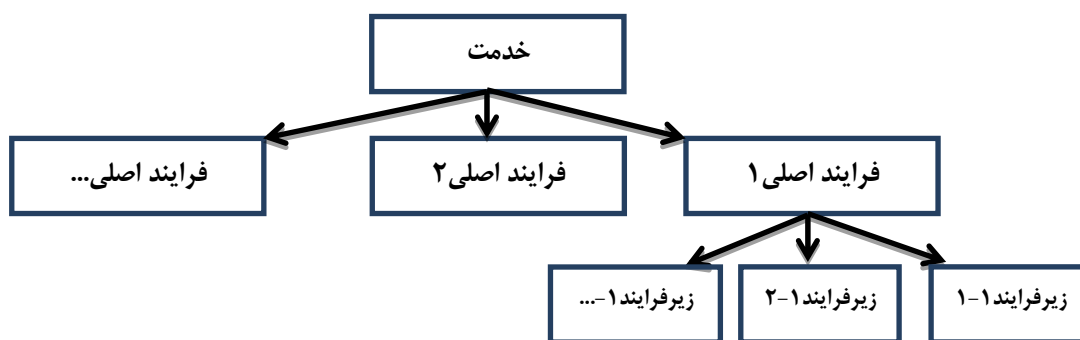 خدمت
فرایند اصلی۱
فرایند اصلی۲
فرایند اصلی...
زیرفرایند۱-۱
زیرفرایند۱-۲
زیرفرایند۱-...